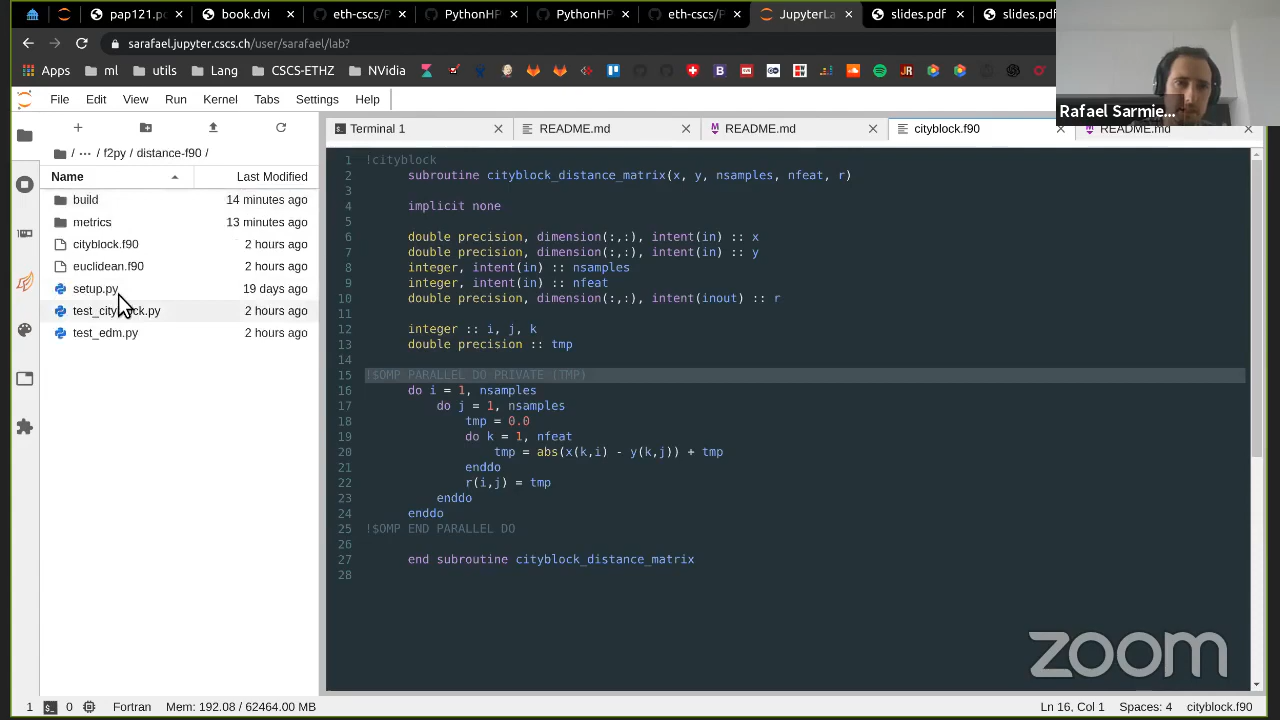 pap121.p
book.dvi
eth-cscs/P
PythonHP
PythonHP
eth-cscs/P
JupyterLa
slides.pdf
slides.pdf
sarafael.jupyter.cscs.ch/user/sarafael/lab?
Apps
ml
utils
Lang
CSCS-ETHZ
NVidia
Rafael Sarmie...
File
Edit
View
Run
Kernel
Tabs
Settings
Help
Terminal 1
README.md
README.md
cityblock.f90
README.md
/ ··· / f2py / distance-f90 /
Name
Last Modified
build
14 minutes ago
metrics
13 minutes ago
cityblock.f90
2 hours ago
euclidean.f90
2 hours ago
setup.py
19 days ago
test_cityblock.py
2 hours ago
test_edm.py
2 hours ago
1 !cityblock
2 subroutine cityblock_distance_matrix(x, y, nsamples, nfeat, r)
3
4 implicit none
5
6 double precision, dimension(:,:), intent(in) :: x
7 double precision, dimension(:,:), intent(in) :: y
8 integer, intent(in) :: nsamples
9 integer, intent(in) :: nfeat
10 double precision, dimension(:,:), intent(inout) :: r
11
12 integer :: i, j, k
13 double precision :: tmp
14
15 !$OMP PARALLEL DO PRIVATE (TMP)
16 do i = 1, nsamples
17 do j = 1, nsamples
18 tmp = 0.0
19 do k = 1, nfeat
20 tmp = abs(x(k,i) - y(k,j)) + tmp
21 enddo
22 r(i,j) = tmp
23 enddo
24 enddo
25 !$OMP END PARALLEL DO
26
27 end subroutine cityblock_distance_matrix
28
zoom
1
0
Fortran
Mem: 192.08 / 62464.00 MB
Ln 16, Col 1
Spaces: 4
cityblock.f90